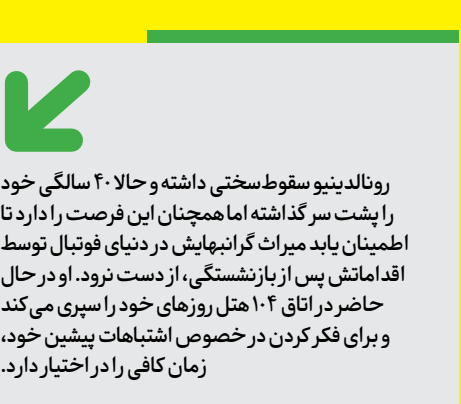 رونالدینیو سقوط سختی داشته و حالا ۴۰ سالگی خود
را پشت سر گذاشته اما همچنان این فرصت را دارد تا
اطمینان یابد میراث گرانبهایش در دنیای فوتبال توسط
اقداماتش پس از بازنشستگی، از دست نرود. او در حال
حاضر در اتاق ۱۰۴ هتل روزهای خود را سپری می‌کند
و برای فکر کردن در خصوص اشتباهات پیشین خود،
زمان کافی را در اختیار دارد.